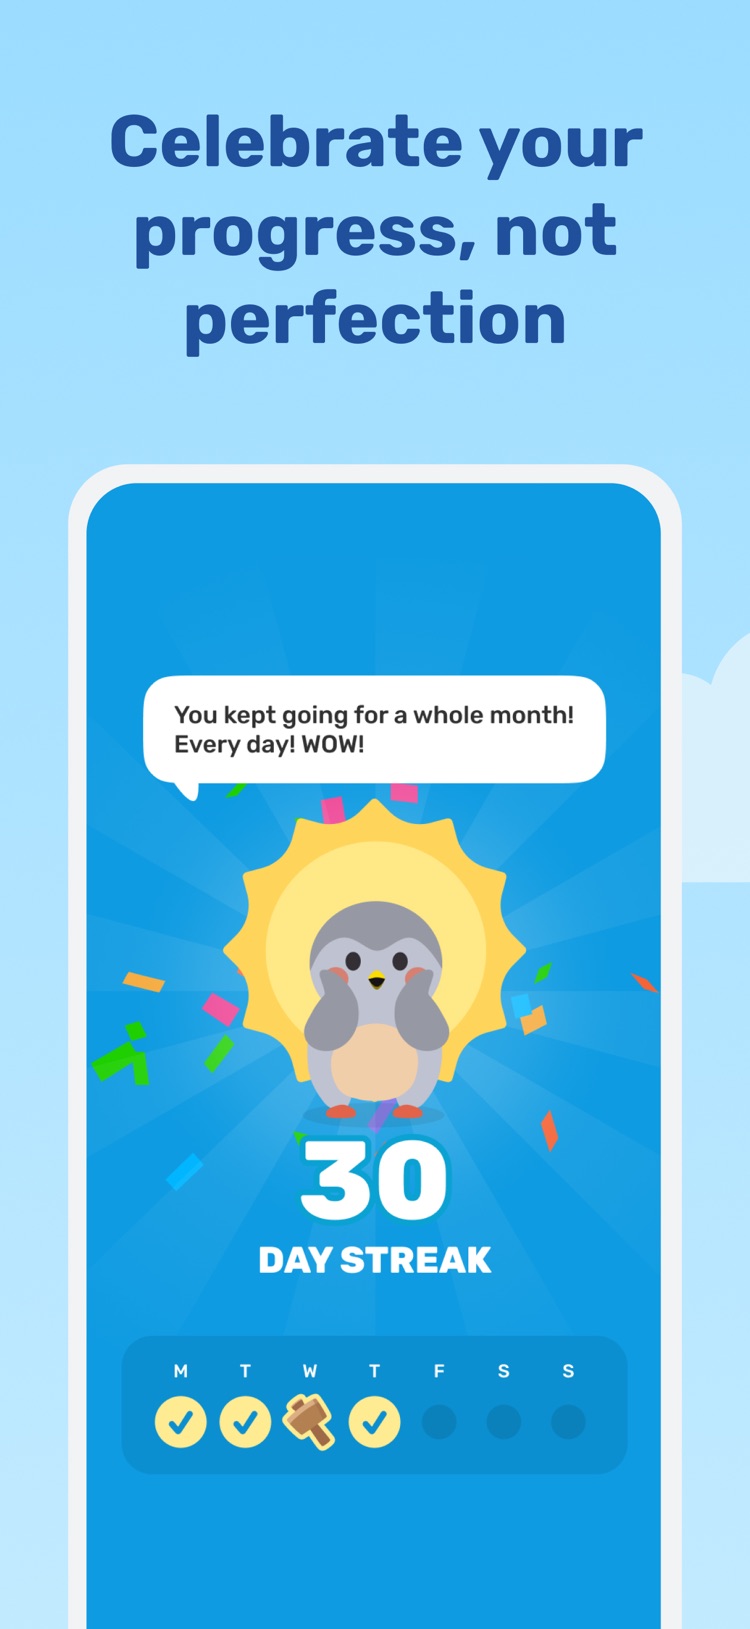 Celebrate your
progress, not
perfection
You kept going for a whole month!
Every day! WOW!
30
DAY STREAK
M T W T F S S